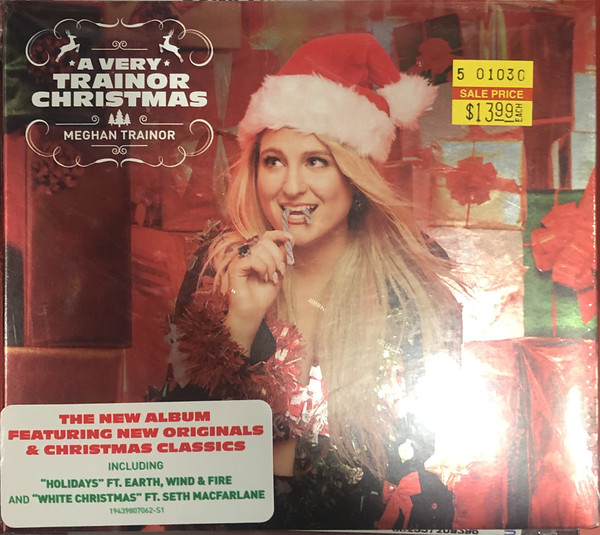 A VERY
TRAINOR
CHRISTMAS
MEGHAN TRAINOR
5 01030
SALE PRICE
$13.99 EACH
THE NEW ALBUM
FEATURING NEW ORIGINALS
& CHRISTMAS CLASSICS
INCLUDING
"HOLIDAYS" FT. EARTH, WIND & FIRE
AND "WHITE CHRISTMAS" FT. SETH MACFARLANE
19439807062-S1